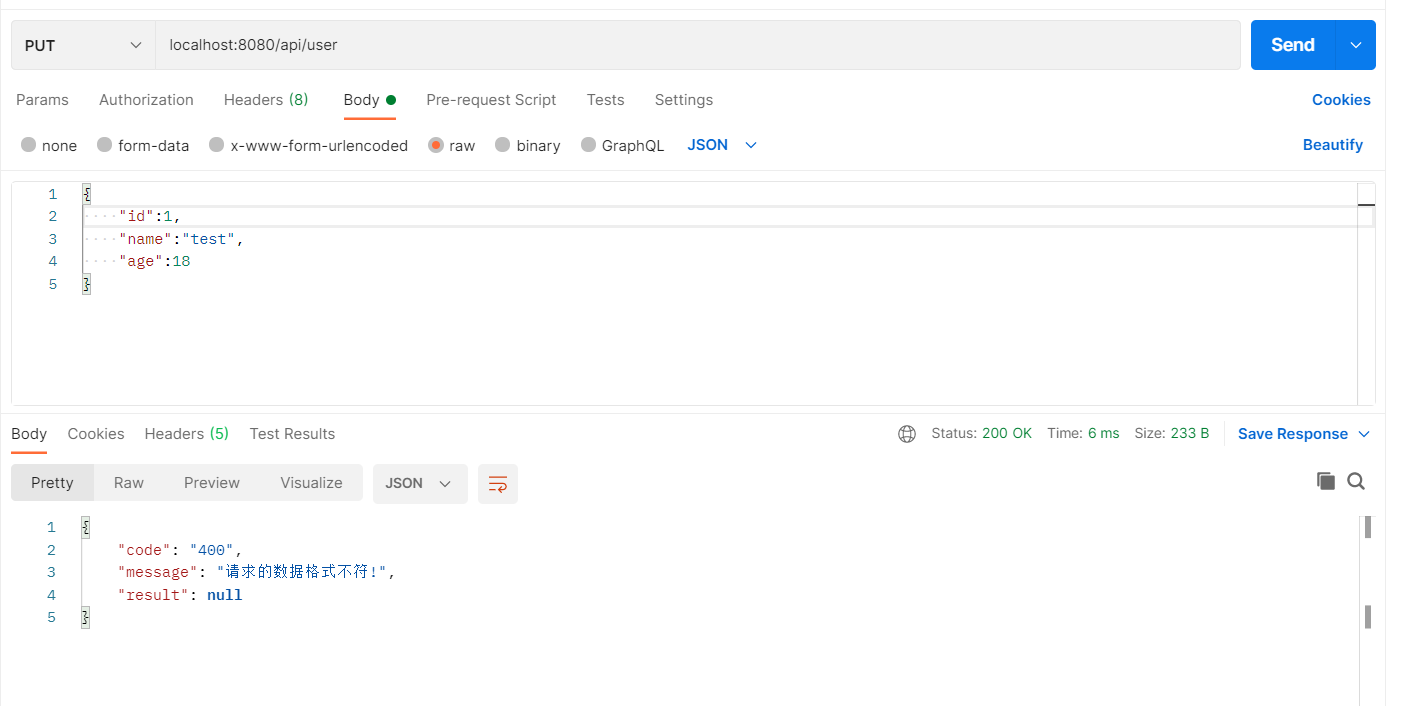 PUT localhost:8080/api/user Send
Params Authorization Headers (8) Body Pre-request Script Tests Settings Cookies
none form-data x-www-form-urlencoded raw binary GraphQL JSON Beautify
1 {
2 "id":1,
3 "name":"test",
4 "age":18
5 }
Body Cookies Headers (5) Test Results Status: 200 OK Time: 6 ms Size: 233 B Save Response
Pretty Raw Preview Visualize JSON
1 {
2 "code": "400",
3 "message": "请求的数据格式不符!",
4 "result": null
5 }